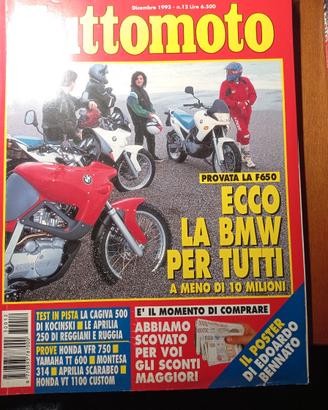 Dicembre 1993 - n.12 Lire 6.500
Tuttomoto
PROVATA LA F650
ECCO
LA BMW
PER TUTTI
A MENO DI 10 MILIONI
TEST IN PISTA LA CAGIVA 500
DI KOCINSKI • LE APRILIA
250 DI REGGIANI E RUGGIA
PROVE HONDA VFR 750 •
YAMAHA TT 600 • MONTESA
314 • APRILIA SCARABEO •
HONDA VT 1100 CUSTOM
E' IL MOMENTO DI COMPRARE
ABBIAMO
SCOVATO
PER VOI
GLI SCONTI
MAGGIORI
IL POSTER
DI EDOARDO
BENNATO